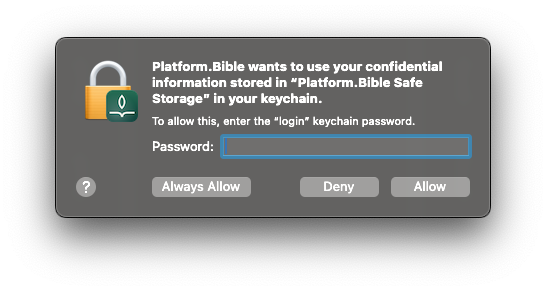 Platform.Bible wants to use your confidential
information stored in “Platform.Bible Safe
Storage” in your keychain.
To allow this, enter the “login” keychain password.
Password:
? Always Allow Deny Allow